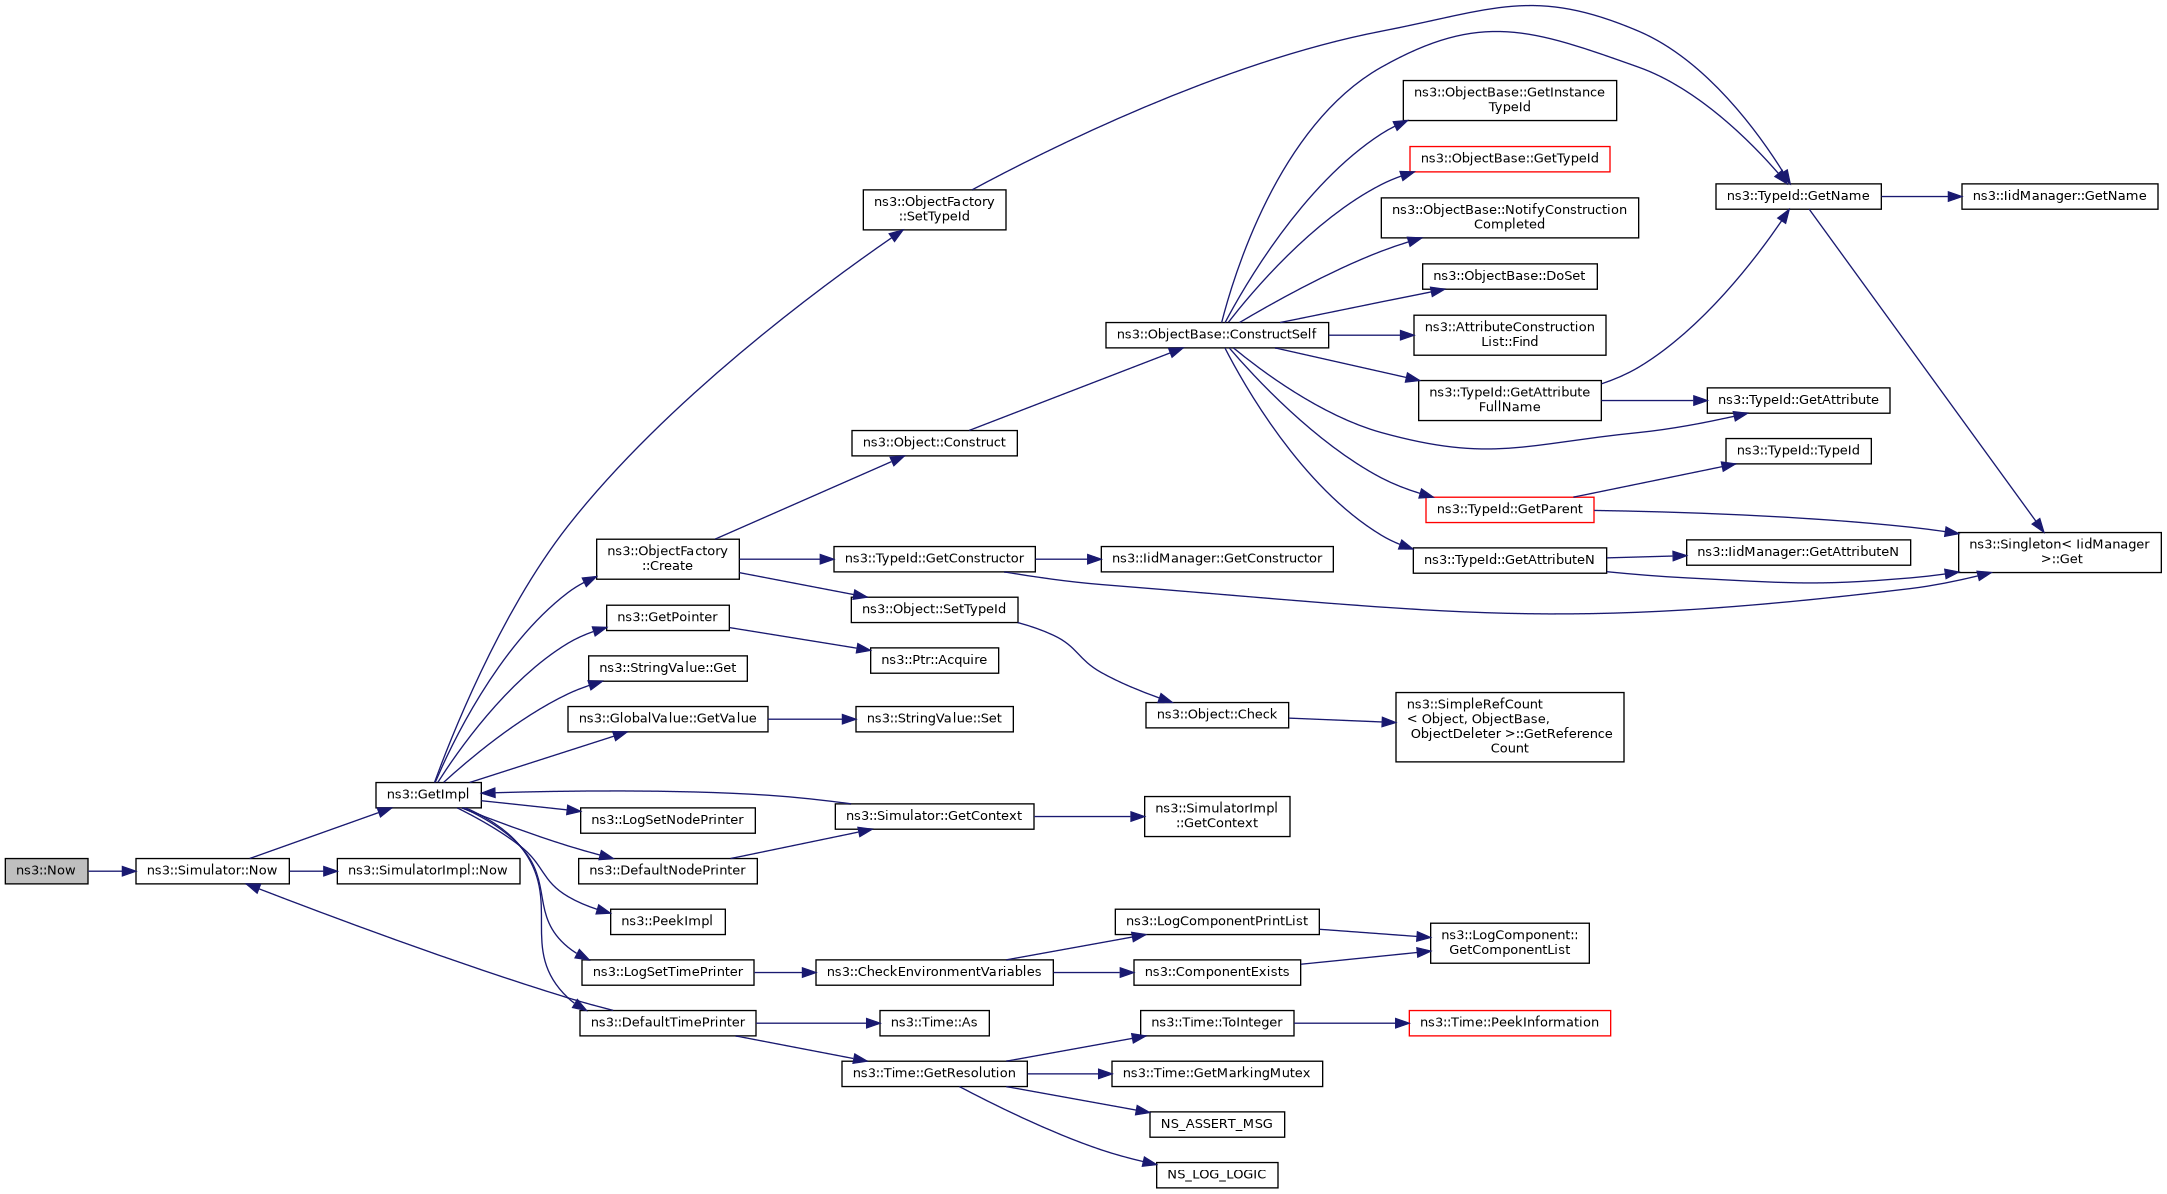 ns3::Now
ns3::Simulator::Now
ns3::GetImpl
ns3::SimulatorImpl::Now
ns3::ObjectFactory
::SetTypeId
ns3::ObjectFactory
::Create
ns3::GetPointer
ns3::StringValue::Get
ns3::GlobalValue::GetValue
ns3::LogSetNodePrinter
ns3::DefaultNodePrinter
ns3::PeekImpl
ns3::LogSetTimePrinter
ns3::DefaultTimePrinter
ns3::Object::Construct
ns3::TypeId::GetConstructor
ns3::Object::SetTypeId
ns3::Ptr::Acquire
ns3::StringValue::Set
ns3::Simulator::GetContext
ns3::CheckEnvironmentVariables
ns3::Time::As
ns3::Time::GetResolution
ns3::ObjectBase::ConstructSelf
ns3::IidManager::GetConstructor
ns3::Object::Check
ns3::SimulatorImpl
::GetContext
ns3::LogComponentPrintList
ns3::ComponentExists
ns3::Time::ToInteger
ns3::Time::GetMarkingMutex
NS_ASSERT_MSG
NS_LOG_LOGIC
ns3::ObjectBase::GetInstance
TypeId
ns3::ObjectBase::GetTypeId
ns3::ObjectBase::NotifyConstruction
Completed
ns3::ObjectBase::DoSet
ns3::AttributeConstruction
List::Find
ns3::TypeId::GetAttribute
FullName
ns3::TypeId::GetParent
ns3::TypeId::GetAttributeN
ns3::SimpleRefCount
< Object, ObjectBase,
ObjectDeleter >::GetReference
Count
ns3::LogComponent::
GetComponentList
ns3::Time::PeekInformation
ns3::TypeId::GetName
ns3::TypeId::GetAttribute
ns3::TypeId::TypeId
ns3::IidManager::GetAttributeN
ns3::IidManager::GetName
ns3::Singleton< IidManager
>::Get